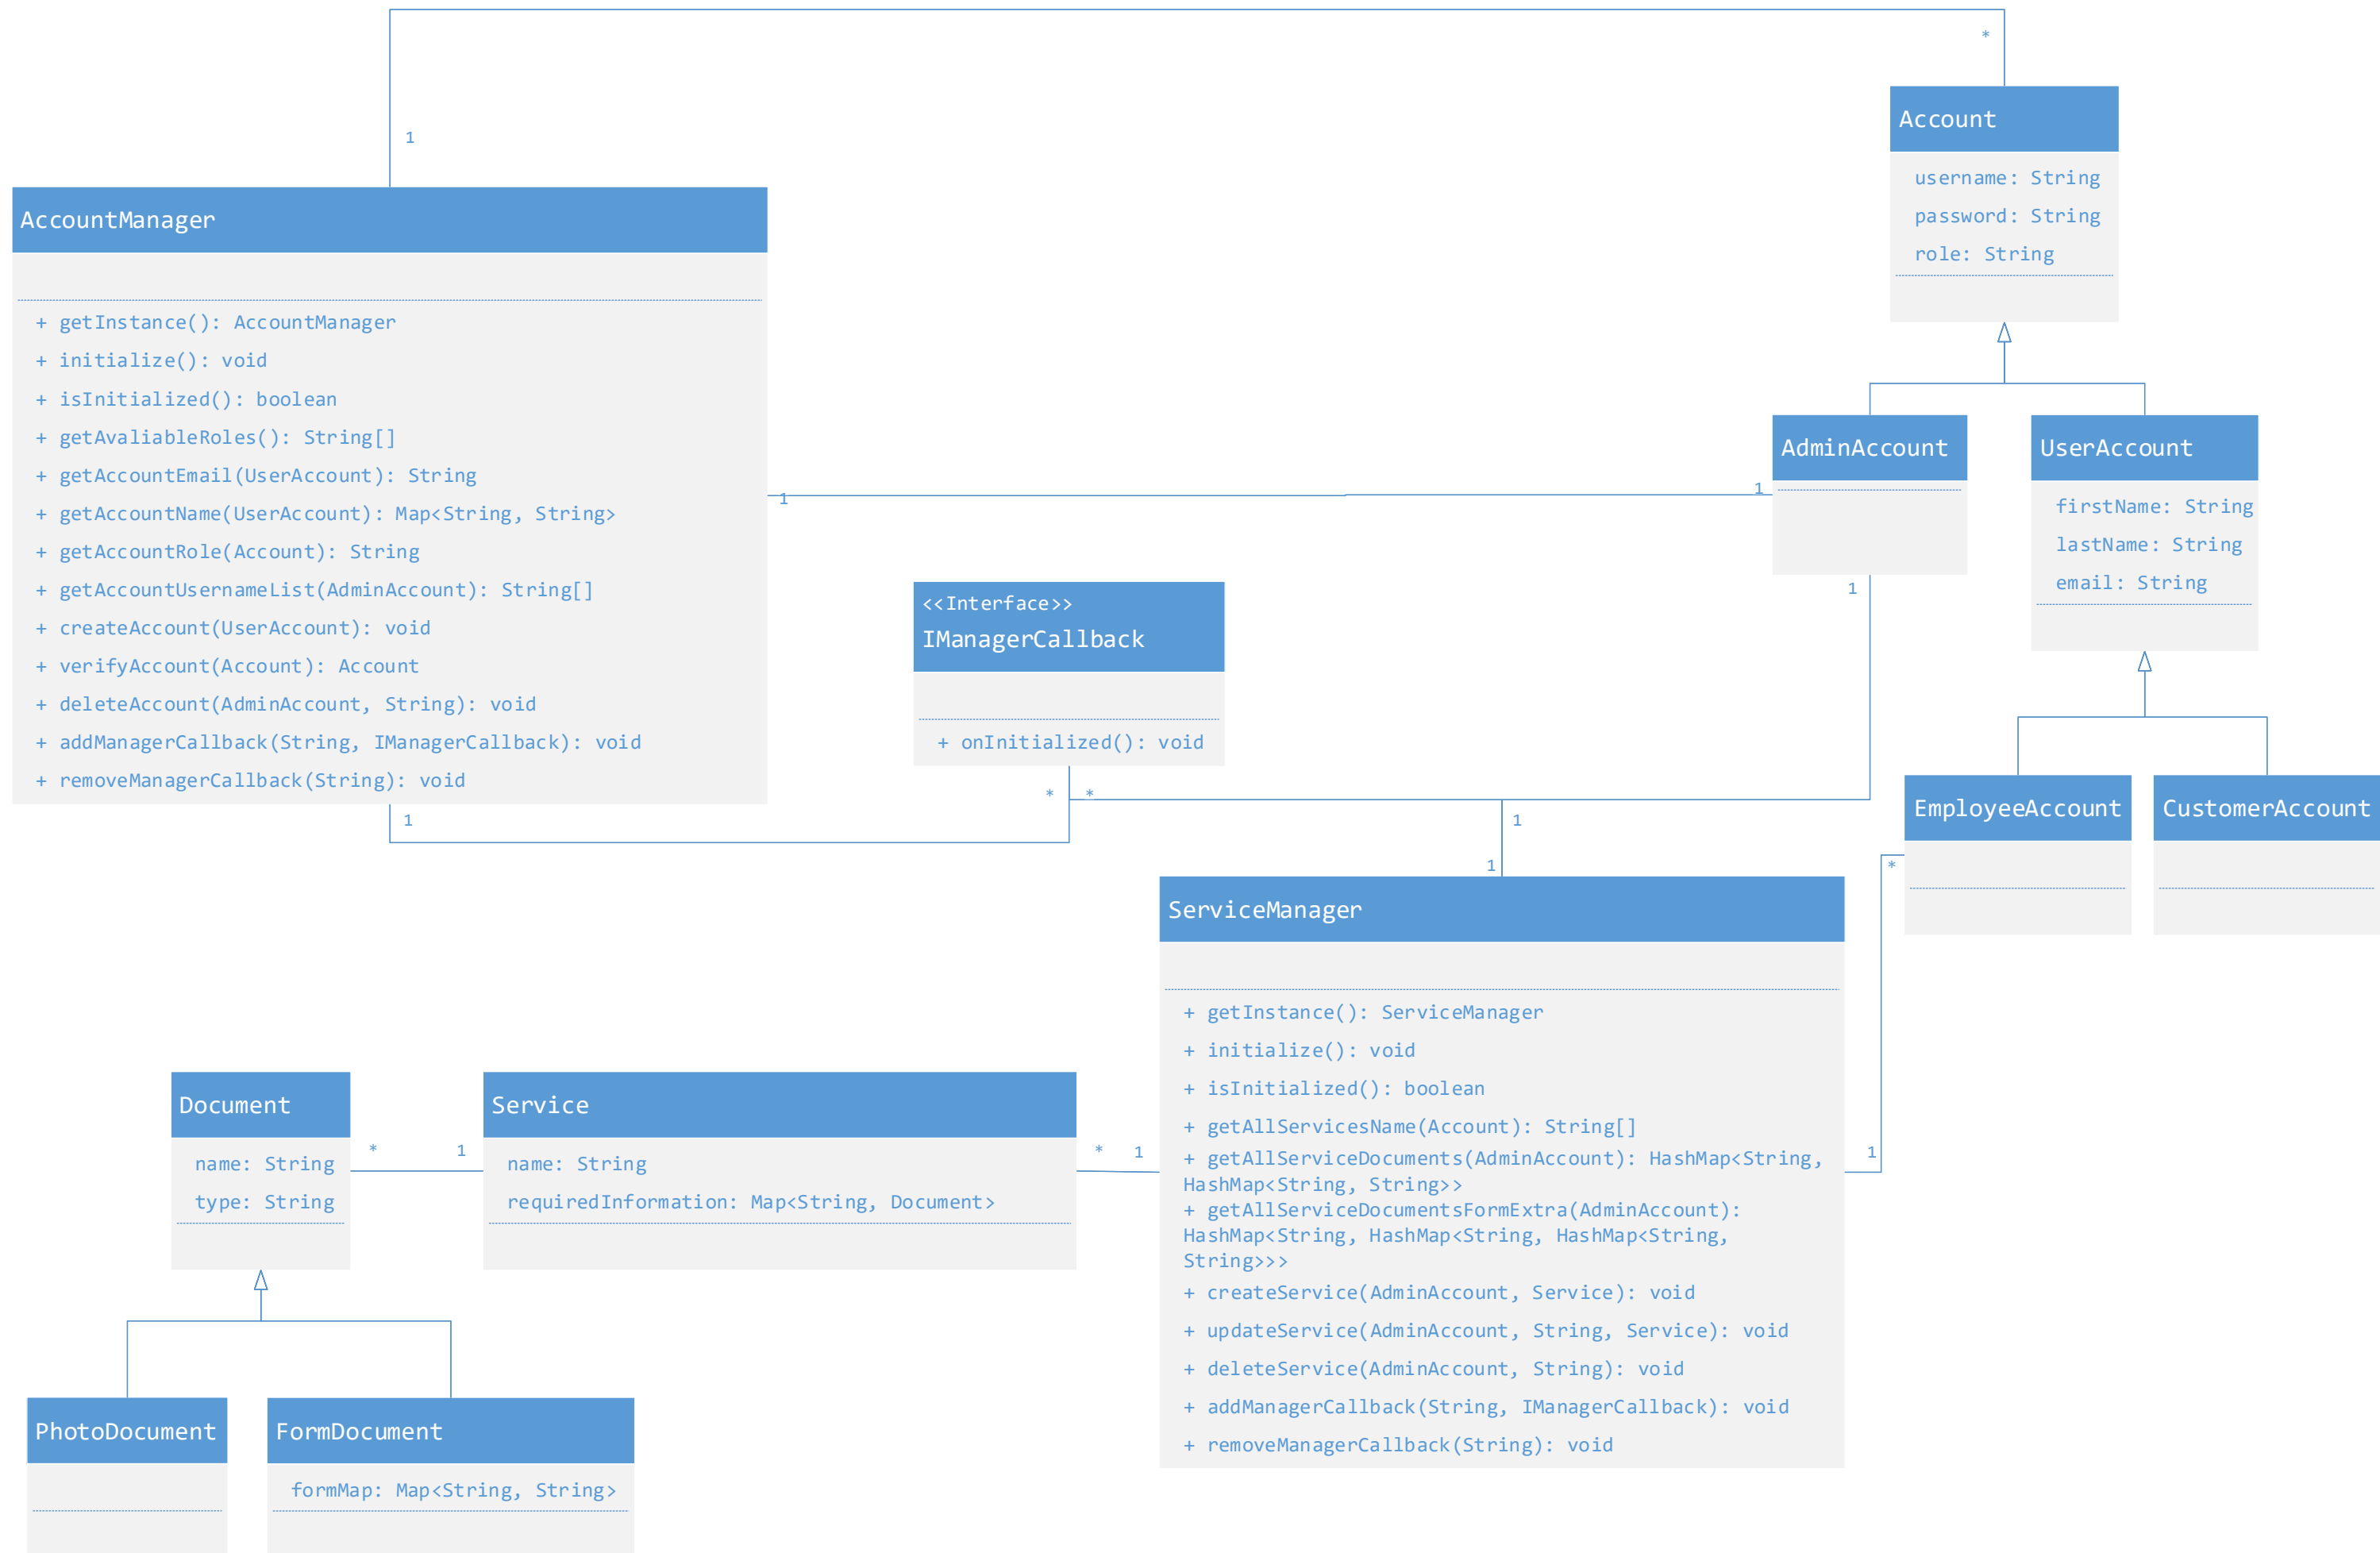 *
1
Account
username: String
password: String
role: String
AccountManager
+ getInstance(): AccountManager
+ initialize(): void
+ isInitialized(): boolean
+ getAvaliableRoles(): String[]
+ getAccountEmail(UserAccount): String
+ getAccountName(UserAccount): Map<String, String>
+ getAccountRole(Account): String
+ getAccountUsernameList(AdminAccount): String[]
+ createAccount(UserAccount): void
+ verifyAccount(Account): Account
+ deleteAccount(AdminAccount, String): void
+ addManagerCallback(String, IManagerCallback): void
+ removeManagerCallback(String): void
1
1
AdminAccount
1
UserAccount
firstName: String
lastName: String
email: String
<<Interface>>
IManagerCallback
+ onInitialized(): void
* *
1
1
1
EmployeeAccount
CustomerAccount
*
1
ServiceManager
+ getInstance(): ServiceManager
+ initialize(): void
+ isInitialized(): boolean
+ getAllServicesName(Account): String[]
+ getAllServiceDocuments(AdminAccount): HashMap<String,
HashMap<String, String>>
+ getAllServiceDocumentsFormExtra(AdminAccount):
HashMap<String, HashMap<String, HashMap<String,
String>>>
+ createService(AdminAccount, Service): void
+ updateService(AdminAccount, String, Service): void
+ deleteService(AdminAccount, String): void
+ addManagerCallback(String, IManagerCallback): void
+ removeManagerCallback(String): void
Document
name: String
type: String
* 1
Service
name: String
requiredInformation: Map<String, Document>
* 1
1
PhotoDocument
FormDocument
formMap: Map<String, String>